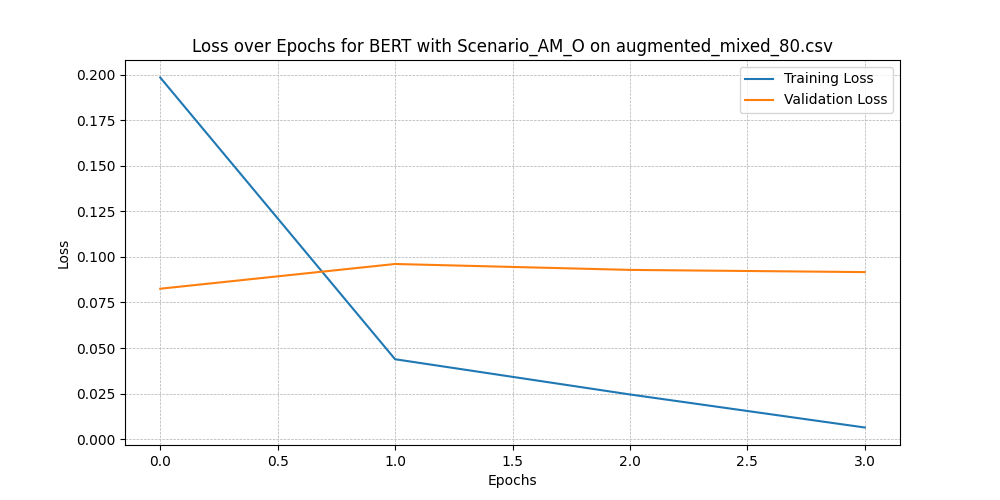 Loss over Epochs for BERT with Scenario_AM_O on augmented_mixed_80.csv
Training Loss
Validation Loss
0.200
0.175
0.150
0.125
0.100
0.075
0.050
0.025
0.000
Loss
0.0 0.5 1.0 1.5 2.0 2.5 3.0
Epochs